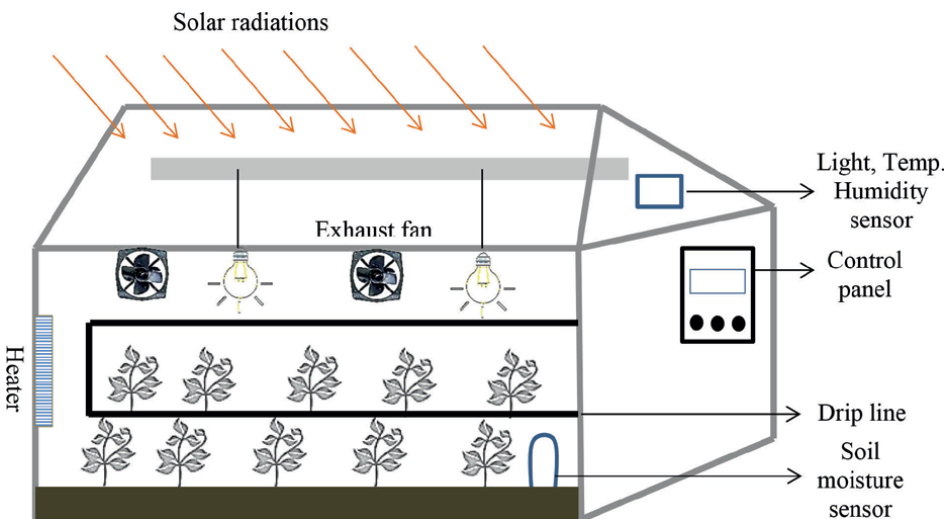 Solar radiations
Light, Temp.
Humidity
sensor
Exhaust fan
Control
panel
Heater
Drip line
Soil
moisture
sensor